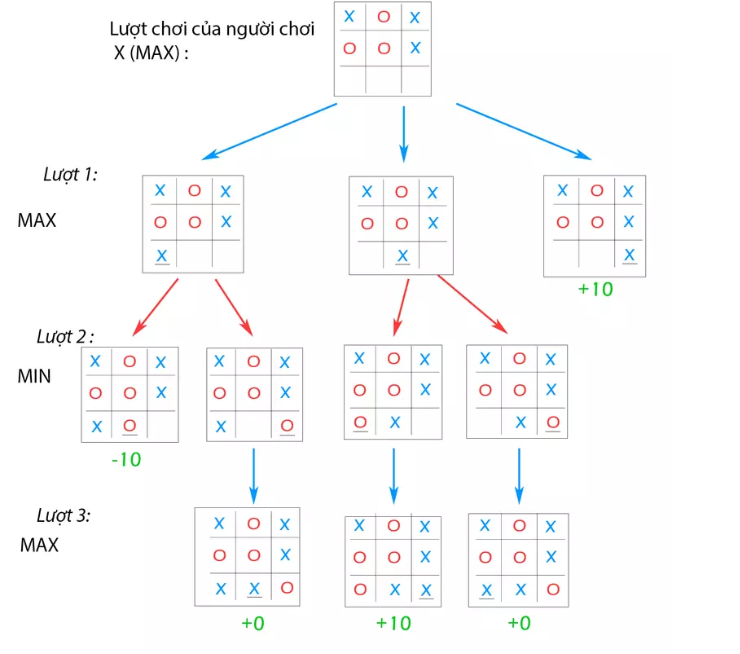 Lượt chơi của người chơi
X (MAX) :
X O X
O O X
Lượt 1:
MAX
X O X
O O X
X
X O X
O O X
X
X O X
O O X
X
+10
Lượt 2 :
MIN
X O X
O O X
X O
X O X
O O X
X O
X O X
O O X
O X
X O X
O O X
X O
-10
Lượt 3:
MAX
X O X
O O X
X X O
X O X
O O X
O X X
X O X
O O X
X X O
+0
+10
+0